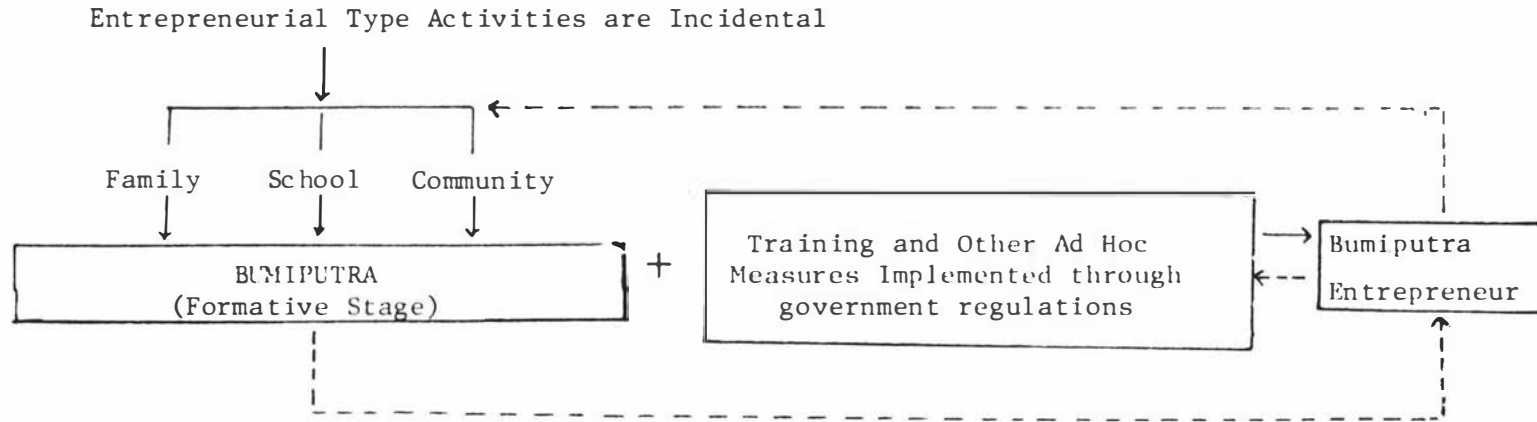 Entrepreneurial Type Activities are Incidental
Family School Community
BUMIPUTRA
(Formative Stage)
+
Training and Other Ad Hoc
Measures Implemented through
government regulations
Bumiputra
Entrepreneur